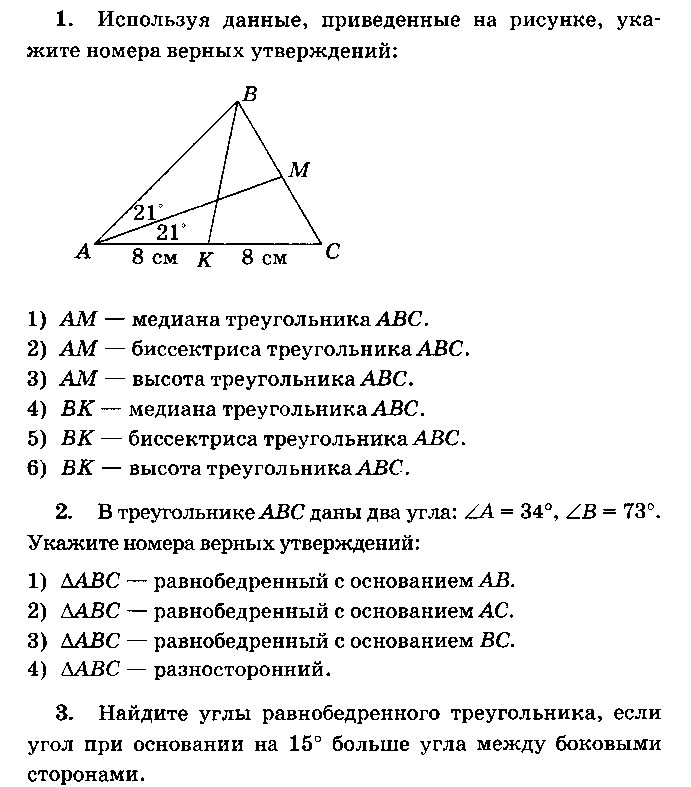 1. Используя данные, приведенные на рисунке, ука-
жите номера верных утверждений:
B
M
21°
21°
A
8 см
K
8 см
C
1) AM — медиана треугольника ABC.
2) AM — биссектриса треугольника ABC.
3) AM — высота треугольника ABC.
4) BK — медиана треугольника ABC.
5) BK — биссектриса треугольника ABC.
6) BK — высота треугольника ABC.
2. В треугольнике ABC даны два угла: ∠A = 34°, ∠B = 73°.
Укажите номера верных утверждений:
1) ΔABC — равнобедренный с основанием AB.
2) ΔABC — равнобедренный с основанием AC.
3) ΔABC — равнобедренный с основанием BC.
4) ΔABC — разносторонний.
3. Найдите углы равнобедренного треугольника, если
угол при основании на 15° больше угла между боковыми
сторонами.